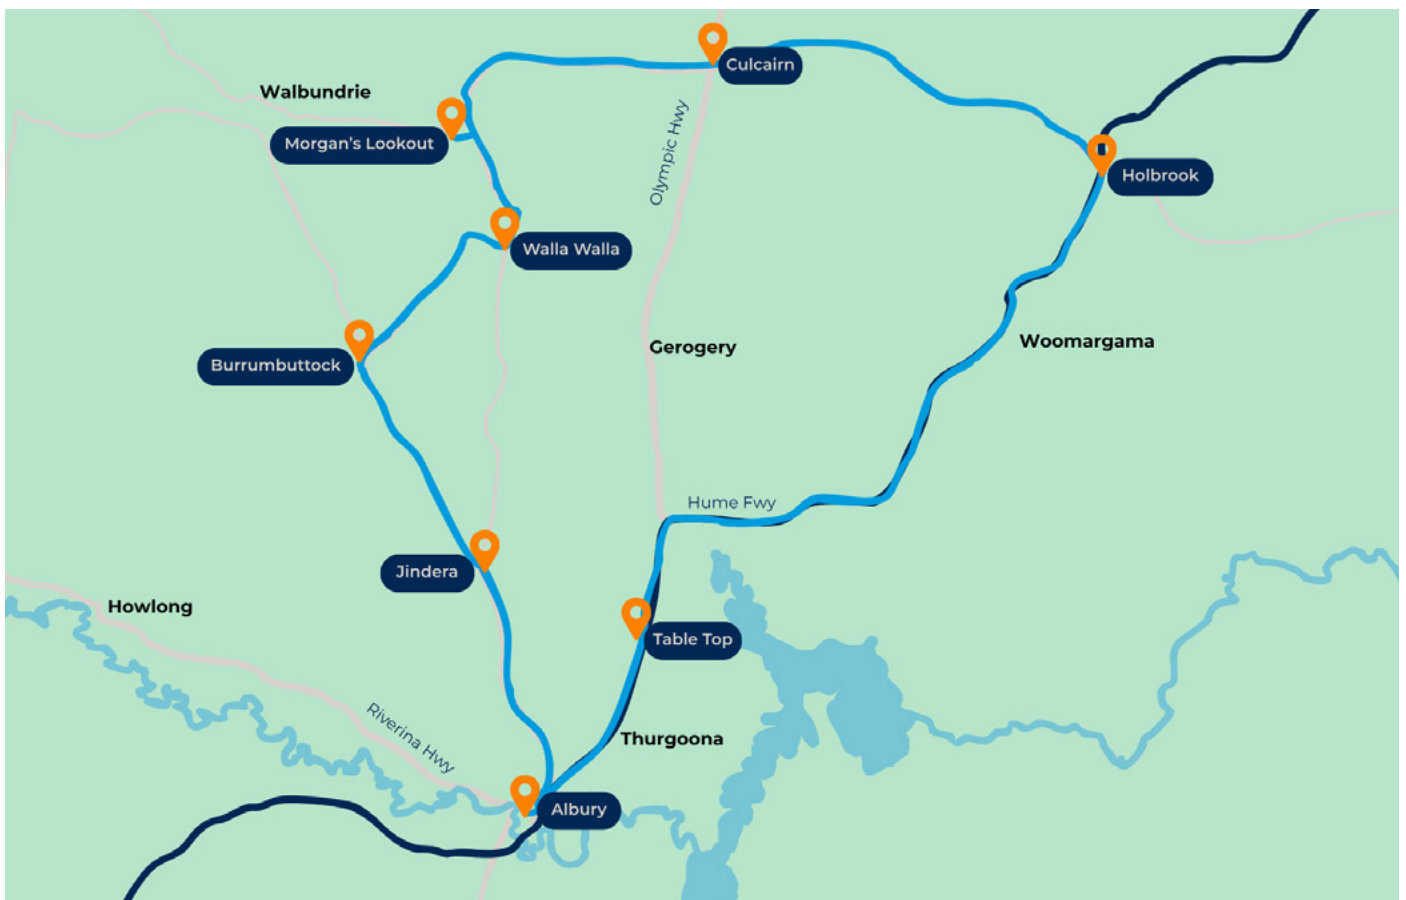 Culcairn
Walbundrie
Morgan's Lookout
Olympic Hwy
Holbrook
Walla Walla
Gerogery
Woomargama
Burrumbuttock
Hume Fwy
Jindera
Howlong
Table Top
Riverina Hwy
Thurgoona
Albury